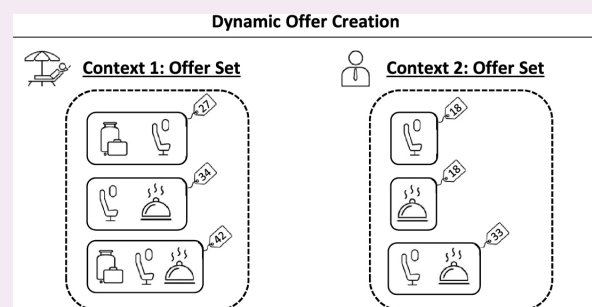 Dynamic Offer Creation
Context 1: Offer Set
Context 2: Offer Set
27
34
42
18
18
33